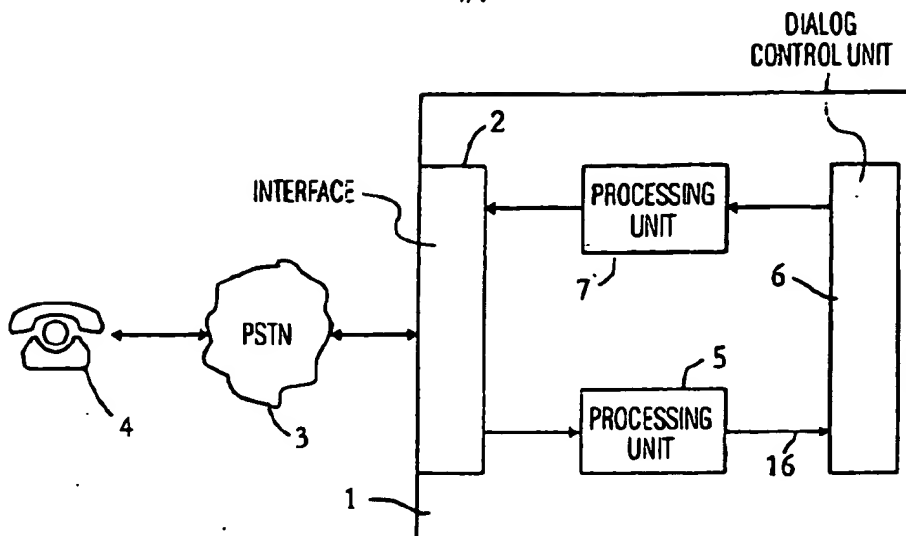 DIALOG
CONTROL UNIT
2
INTERFACE
PROCESSING
UNIT
7
6
PSTN
4
3
5
PROCESSING
UNIT
16
1